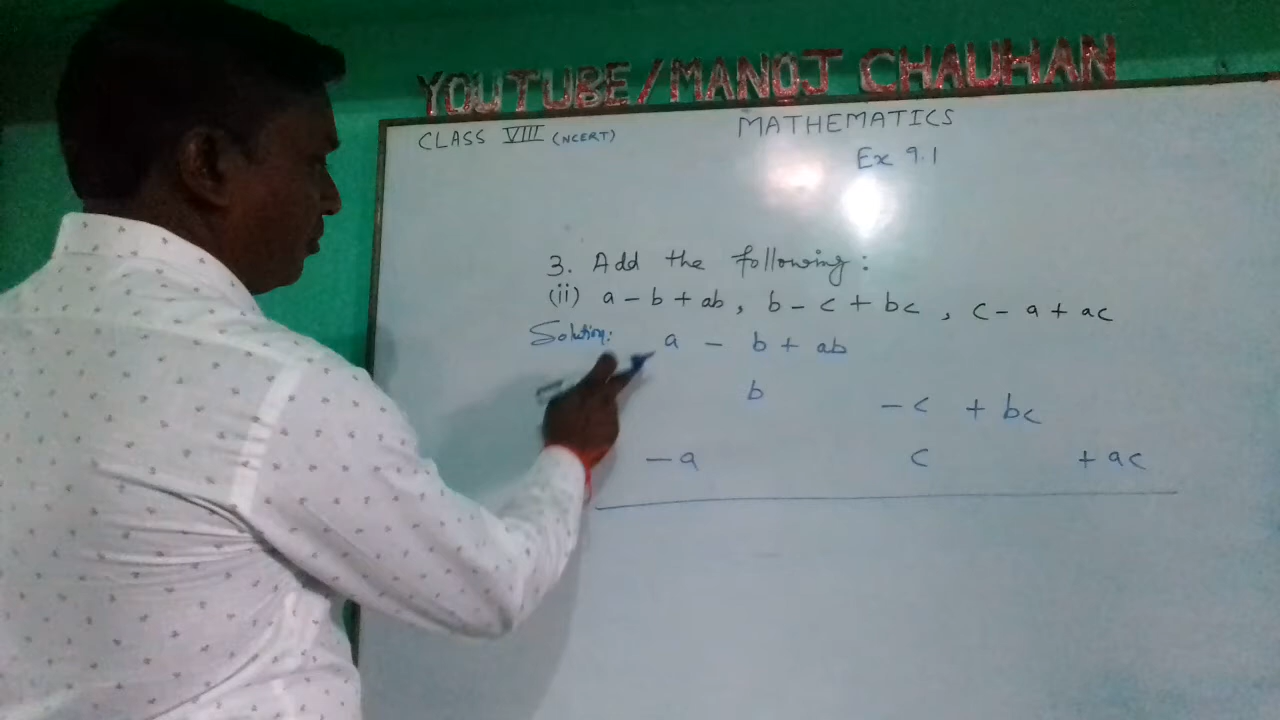 YOUTUBE/MANOJ CHAUHAN
CLASS VIII (NCERT) MATHEMATICS
Ex 9.1
3. Add the following:
(ii) a - b + ab, b - c + bc, c - a + ac
Solution: a - b + ab
b - c + bc
- a c + ac